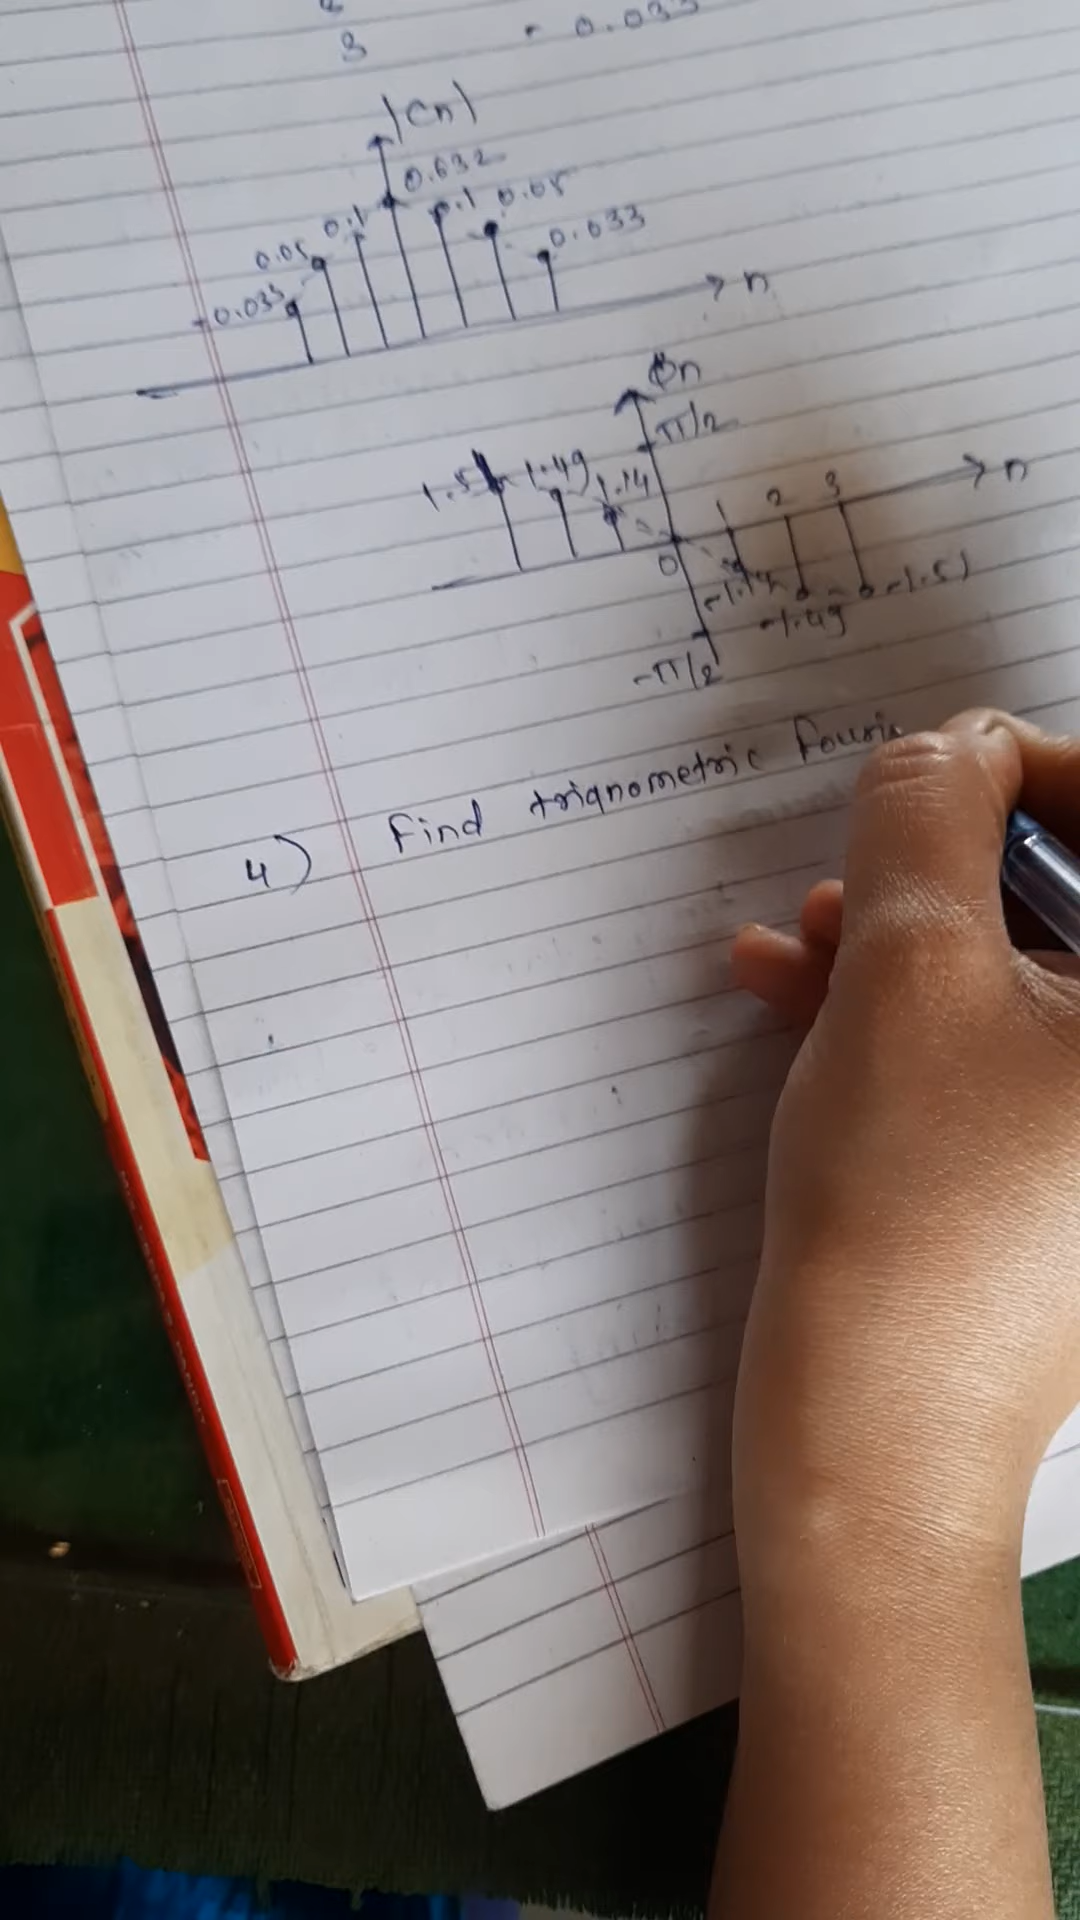 3 = 0.033
|cn|
0.632
0.1
0.1
0.05
0.05
0.033
0.033
n
Φn
π/2
1.5
1.49
1.14
0
1
2
3
n
-1.14
-1.49
-1.51
-π/2
4) Find trignometric Fourie